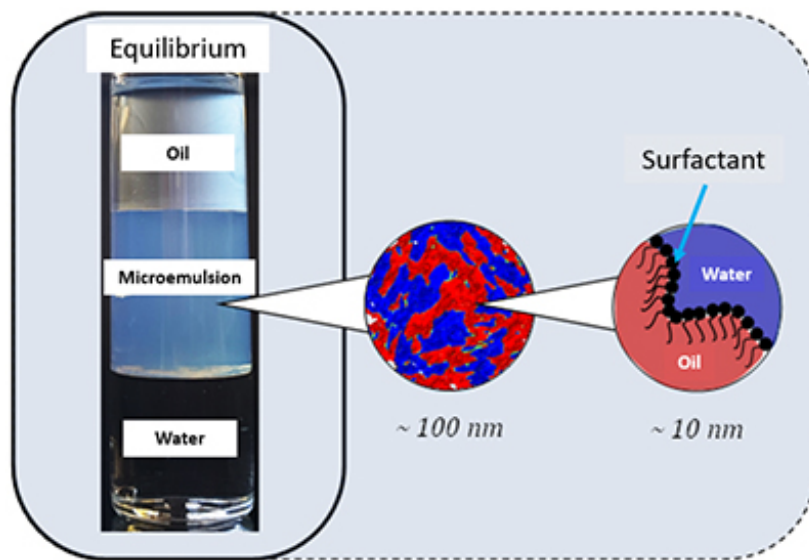 Equilibrium
Oil
Microemulsion
Water
Surfactant
Water
Oil
~ 100 nm
~ 10 nm